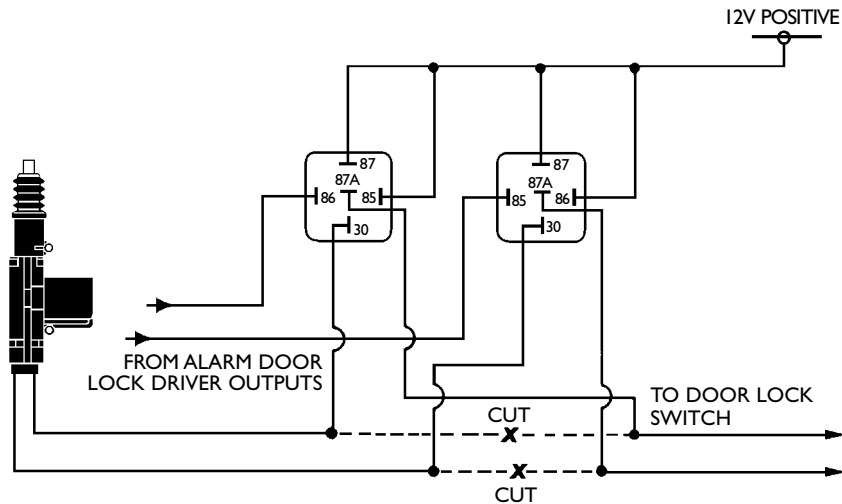 12V POSITIVE
87
87A
86
85
30
87
87A
85
86
30
FROM ALARM DOOR
LOCK DRIVER OUTPUTS
TO DOOR LOCK
SWITCH
CUT
X
X
CUT